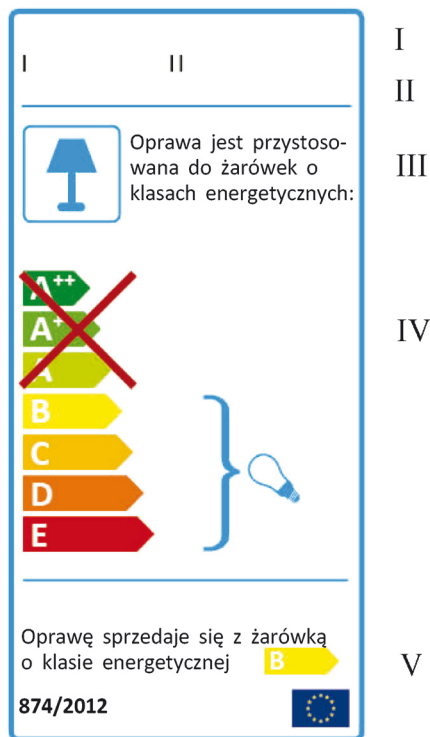 I
I II
II
Oprawa jest przystoso-
wana do żarówek o
klasach energetycznych:
III
A++
A+
A
IV
B
C
D
E
Oprawę sprzedaje się z żarówką
o klasie energetycznej B
V
874/2012